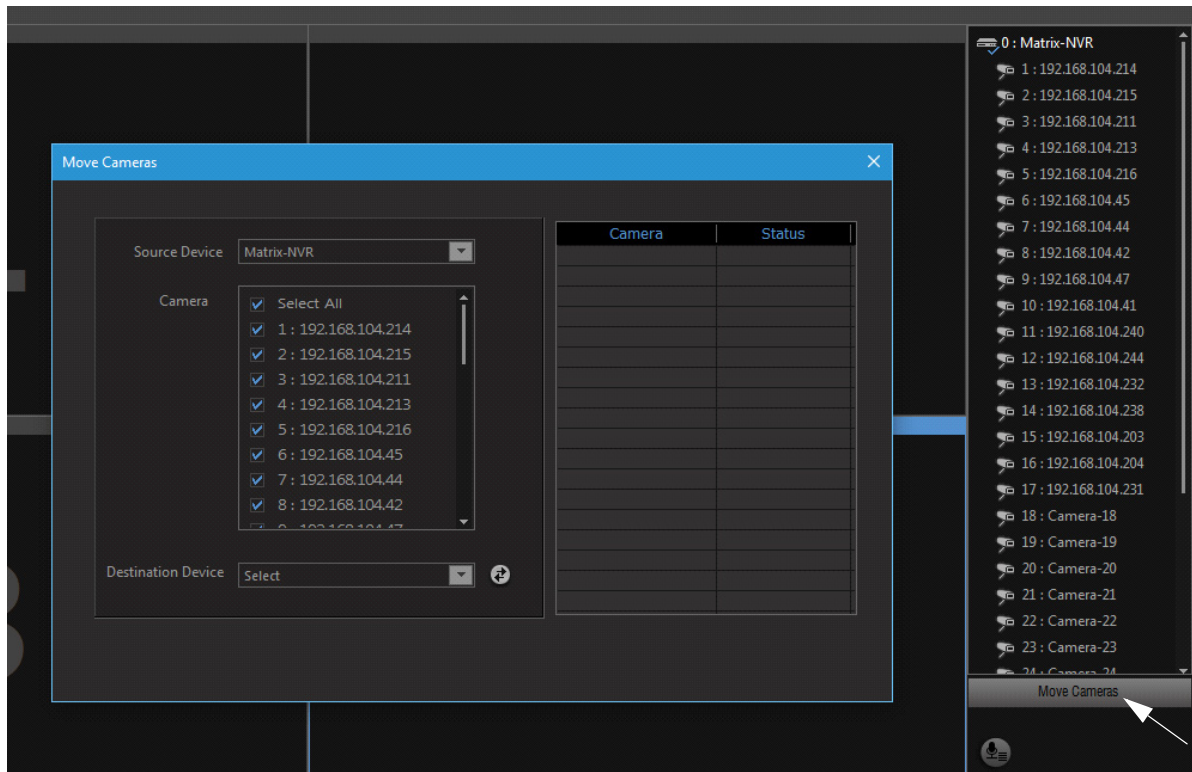 Move Cameras
Source Device Matrix-NVR
Camera
Select All
1 : 192.168.104.214
2 : 192.168.104.215
3 : 192.168.104.211
4 : 192.168.104.213
5 : 192.168.104.216
6 : 192.168.104.45
7 : 192.168.104.44
8 : 192.168.104.42
9 : 192.168.104.47
Destination Device Select
Camera Status
0 : Matrix-NVR
1 : 192.168.104.214
2 : 192.168.104.215
3 : 192.168.104.211
4 : 192.168.104.213
5 : 192.168.104.216
6 : 192.168.104.45
7 : 192.168.104.44
8 : 192.168.104.42
9 : 192.168.104.47
10 : 192.168.104.41
11 : 192.168.104.240
12 : 192.168.104.244
13 : 192.168.104.232
14 : 192.168.104.238
15 : 192.168.104.203
16 : 192.168.104.204
17 : 192.168.104.231
18 : Camera-18
19 : Camera-19
20 : Camera-20
21 : Camera-21
22 : Camera-22
23 : Camera-23
24 : Camera-24
Move Cameras